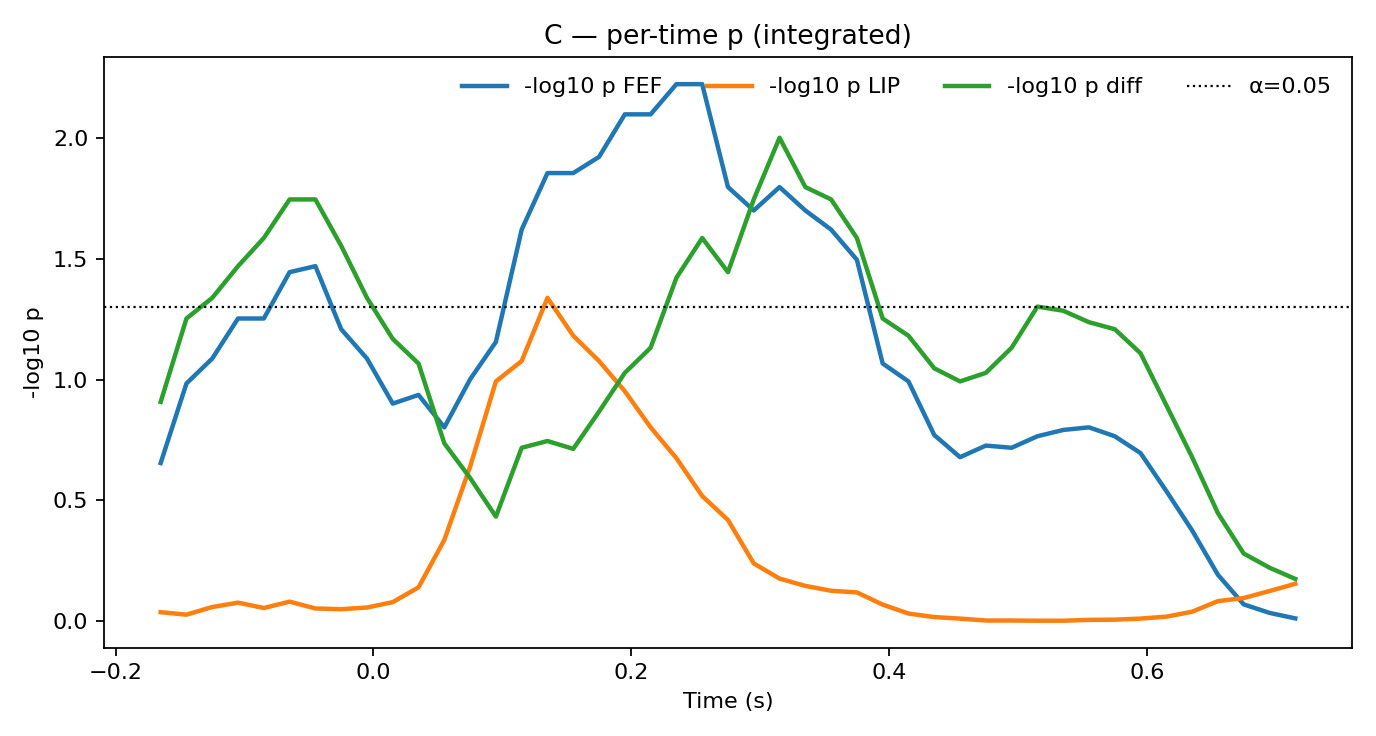 C — per-time p (integrated)
-log10 p FEF
-log10 p LIP
-log10 p diff
α=0.05
-log10 p
2.0
1.5
1.0
0.5
0.0
−0.2
0.0
0.2
0.4
0.6
Time (s)